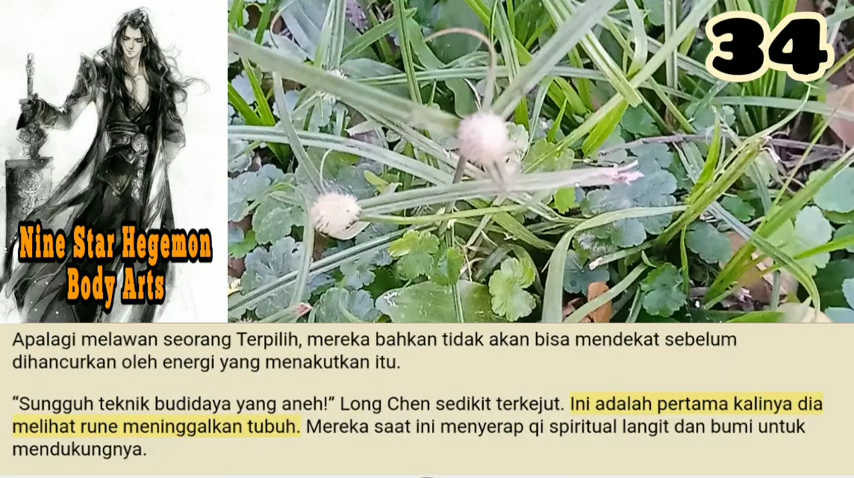 34
Nine Star Hegemon
Body Arts
Apalagi melawan seorang Terpilih, mereka bahkan tidak akan bisa mendekat sebelum
dihancurkan oleh energi yang menakutkan itu.
“Sungguh teknik budidaya yang aneh!” Long Chen sedikit terkejut. Ini adalah pertama kalinya dia
melihat rune meninggalkan tubuh. Mereka saat ini menyerap qi spiritual langit dan bumi untuk
mendukungnya.